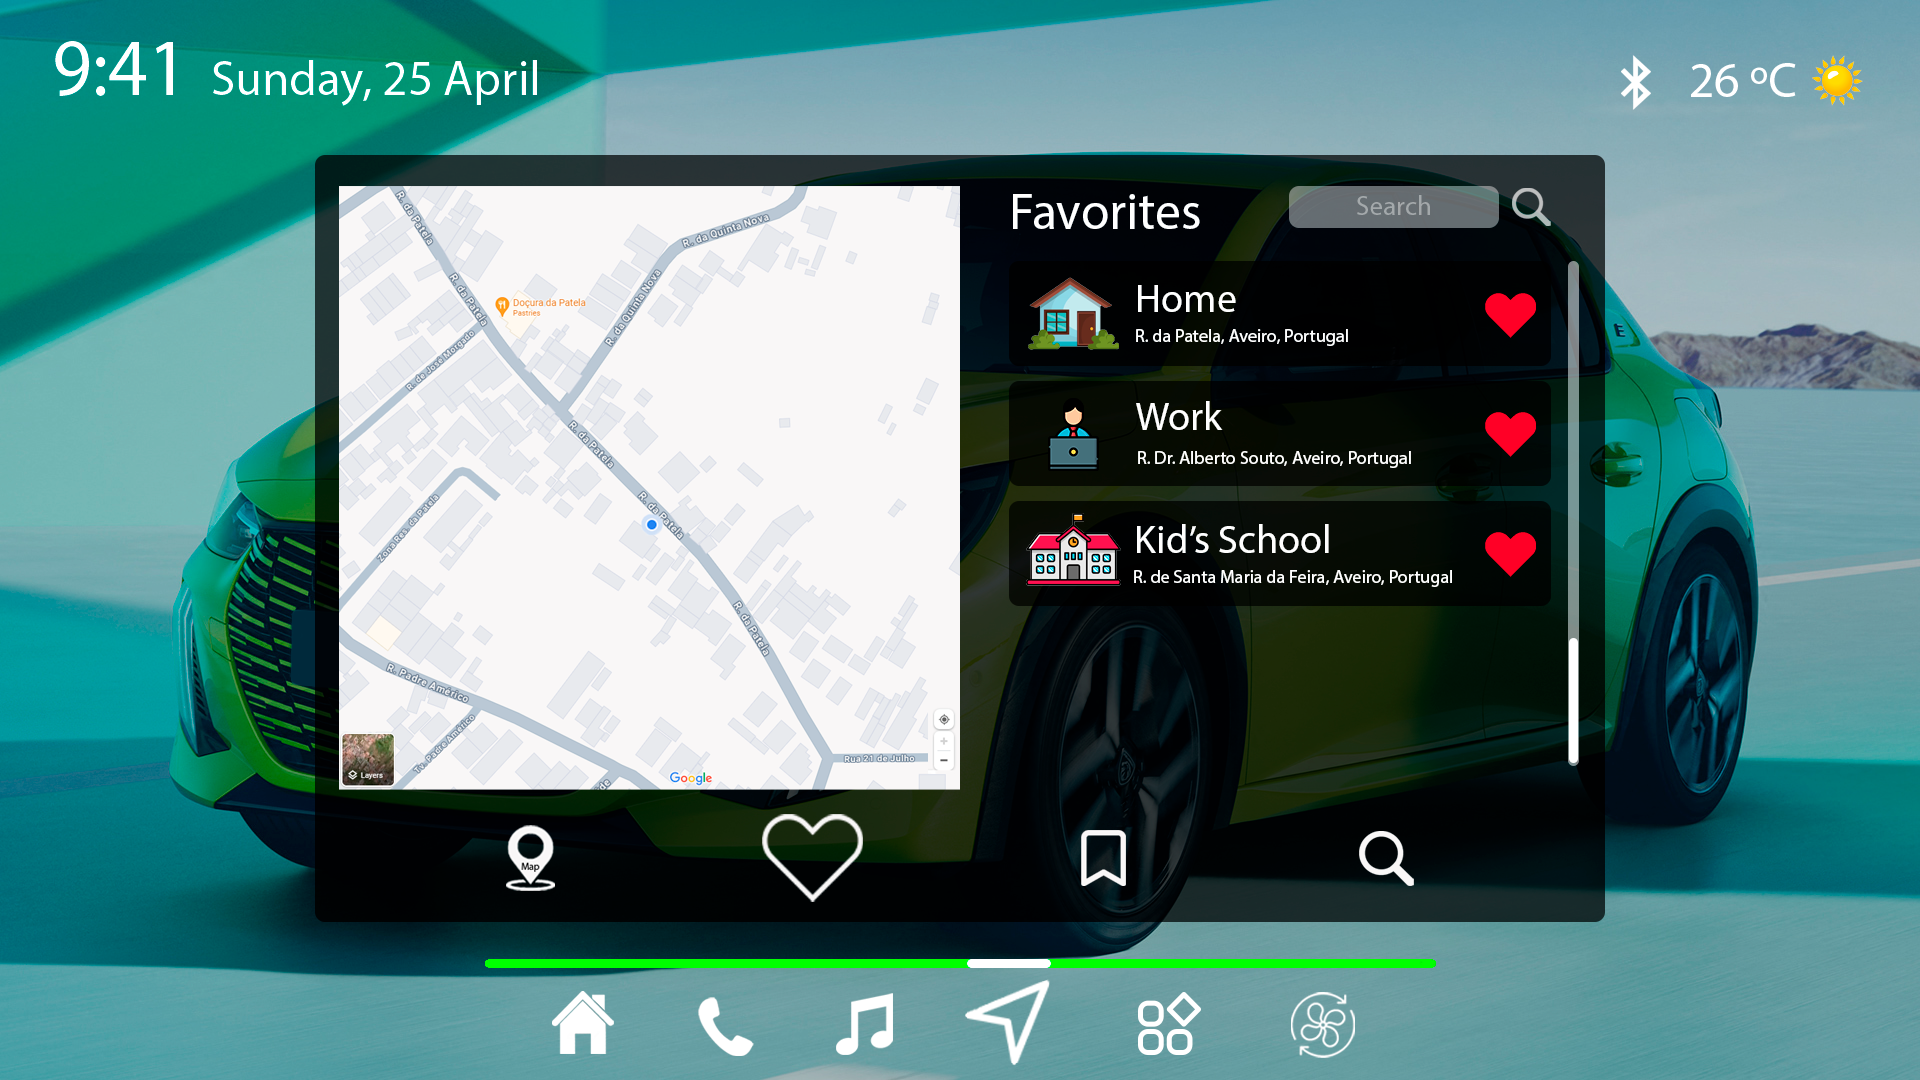 9:41 Sunday, 25 April
26 ºC
Favorites
Search
Home
R. da Patela, Aveiro, Portugal
Work
R. Dr. Alberto Souto, Aveiro, Portugal
Kid's School
R. de Santa Maria da Feira, Aveiro, Portugal
R. da Patela
R. da Quinta Nova
R. da Patela
Doçura da Patela
Pastries
R. da Quinta Nova
R. de José Morgado
R. da Patela
R. da Patela
Zona Res. da Patela
R. da Patela
R. Padre Américo
Tv. Padre Américo
Rua 21 de Julho
Layers
Google
de
Map
E